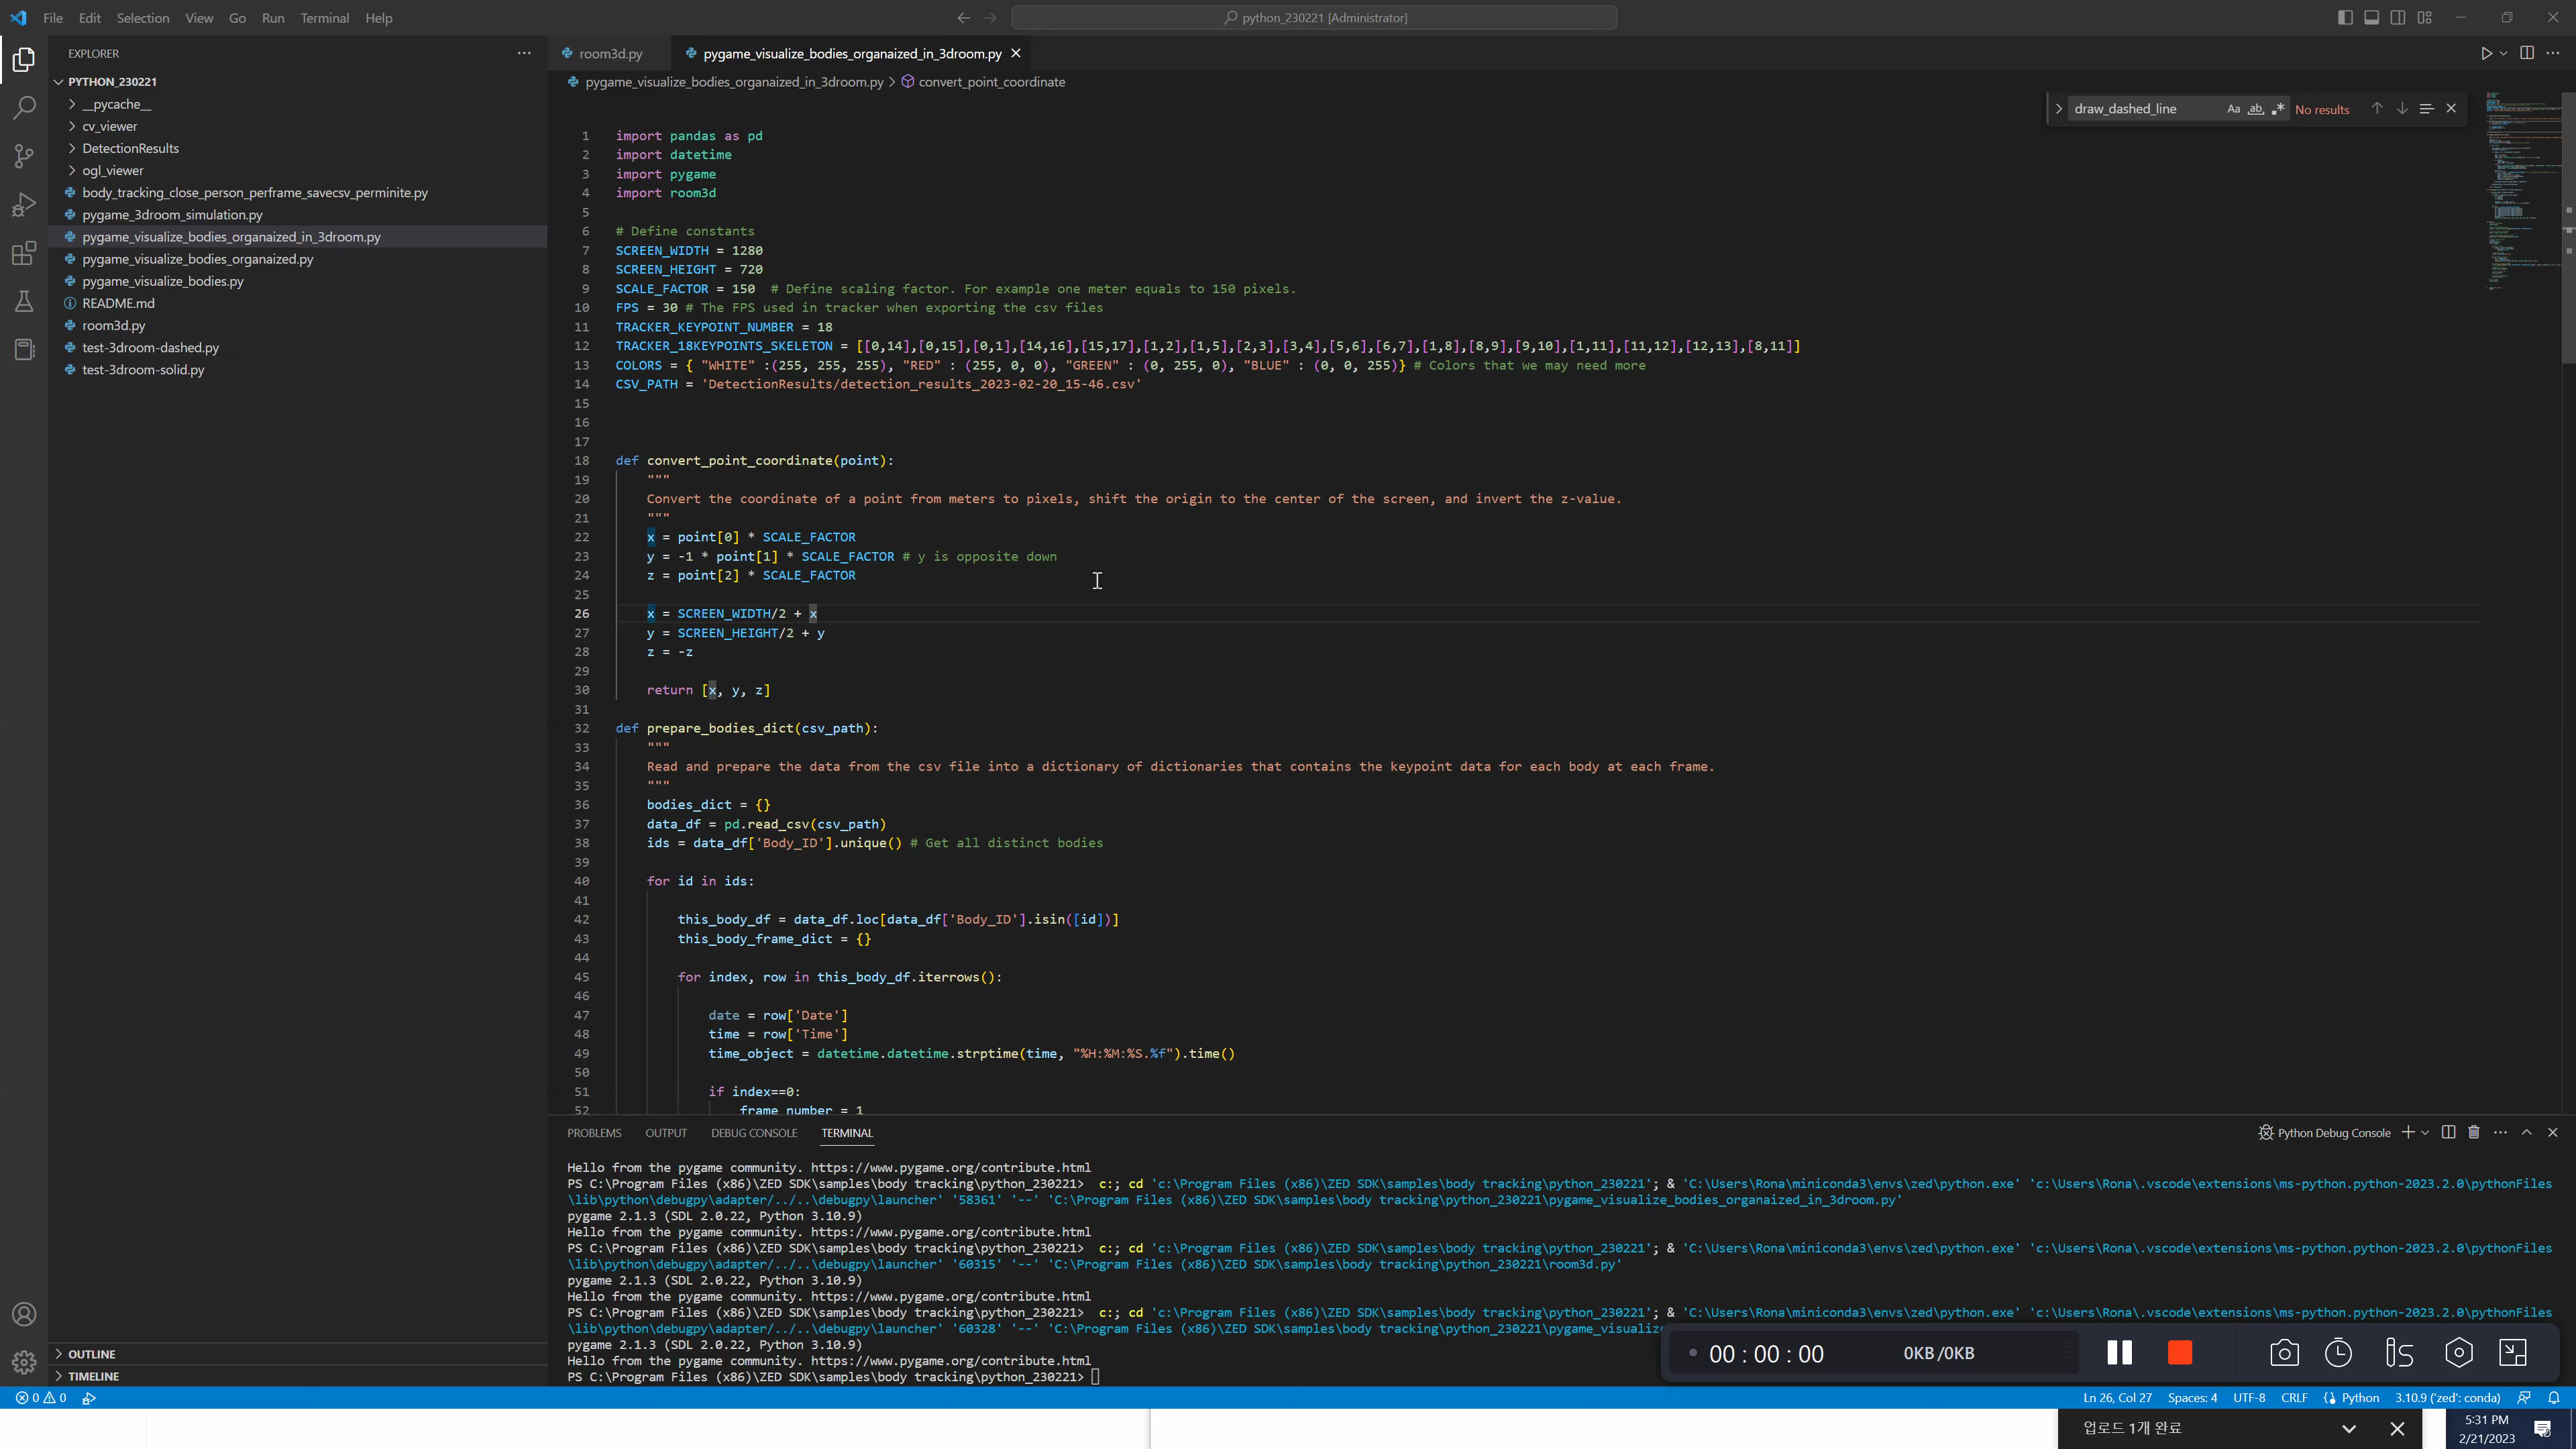 File Edit Selection View Go Run Terminal Help
python_230221 [Administrator]
EXPLORER
room3d.py
pygame_visualize_bodies_organaized_in_3droom.py
PYTHON_230221
__pycache__
cv_viewer
DetectionResults
ogl_viewer
body_tracking_close_person_perframe_savecsv_perminite.py
pygame_3droom_simulation.py
pygame_visualize_bodies_organaized_in_3droom.py
pygame_visualize_bodies_organaized.py
pygame_visualize_bodies.py
README.md
room3d.py
test-3droom-dashed.py
test-3droom-solid.py
OUTLINE
TIMELINE
pygame_visualize_bodies_organaized_in_3droom.py > convert_point_coordinate
draw_dashed_line Aa ab No results
1 import pandas as pd
2 import datetime
3 import pygame
4 import room3d
5
6 # Define constants
7 SCREEN_WIDTH = 1280
8 SCREEN_HEIGHT = 720
9 SCALE_FACTOR = 150 # Define scaling factor. For example one meter equals to 150 pixels.
10 FPS = 30 # The FPS used in tracker when exporting the csv files
11 TRACKER_KEYPOINT_NUMBER = 18
12 TRACKER_18KEYPOINTS_SKELETON = [[0,14],[0,15],[0,1],[14,16],[15,17],[1,2],[1,5],[2,3],[3,4],[5,6],[6,7],[1,8],[8,9],[9,10],[1,11],[11,12],[12,13],[8,11]]
13 COLORS = { "WHITE" :(255, 255, 255), "RED" : (255, 0, 0), "GREEN" : (0, 255, 0), "BLUE" : (0, 0, 255)} # Colors that we may need more
14 CSV_PATH = 'DetectionResults/detection_results_2023-02-20_15-46.csv'
15
16
17
18 def convert_point_coordinate(point):
19 """
20 Convert the coordinate of a point from meters to pixels, shift the origin to the center of the screen, and invert the z-value.
21 """
22 x = point[0] * SCALE_FACTOR
23 y = -1 * point[1] * SCALE_FACTOR # y is opposite down
24 z = point[2] * SCALE_FACTOR
25
26 x = SCREEN_WIDTH/2 + x
27 y = SCREEN_HEIGHT/2 + y
28 z = -z
29
30 return [x, y, z]
31
32 def prepare_bodies_dict(csv_path):
33 """
34 Read and prepare the data from the csv file into a dictionary of dictionaries that contains the keypoint data for each body at each frame.
35 """
36 bodies_dict = {}
37 data_df = pd.read_csv(csv_path)
38 ids = data_df['Body_ID'].unique() # Get all distinct bodies
39
40 for id in ids:
41
42 this_body_df = data_df.loc[data_df['Body_ID'].isin([id])]
43 this_body_frame_dict = {}
44
45 for index, row in this_body_df.iterrows():
46
47 date = row['Date']
48 time = row['Time']
49 time_object = datetime.datetime.strptime(time, "%H:%M:%S.%f").time()
50
51 if index==0:
52 frame_number = 1
PROBLEMS OUTPUT DEBUG CONSOLE TERMINAL
Python Debug Console
Hello from the pygame community. https://www.pygame.org/contribute.html
PS C:\Program Files (x86)\ZED SDK\samples\body tracking\python_230221> c:; cd 'c:\Program Files (x86)\ZED SDK\samples\body tracking\python_230221'; & 'C:\Users\Rona\miniconda3\envs\zed\python.exe' 'c:\Users\Rona\.vscode\extensions\ms-python.python-2023.2.0\pythonFiles
\lib\python\debugpy\adapter/../..\debugpy\launcher' '58361' '--' 'C:\Program Files (x86)\ZED SDK\samples\body tracking\python_230221\pygame_visualize_bodies_organaized_in_3droom.py'
pygame 2.1.3 (SDL 2.0.22, Python 3.10.9)
Hello from the pygame community. https://www.pygame.org/contribute.html
PS C:\Program Files (x86)\ZED SDK\samples\body tracking\python_230221> c:; cd 'c:\Program Files (x86)\ZED SDK\samples\body tracking\python_230221'; & 'C:\Users\Rona\miniconda3\envs\zed\python.exe' 'c:\Users\Rona\.vscode\extensions\ms-python.python-2023.2.0\pythonFiles
\lib\python\debugpy\adapter/../..\debugpy\launcher' '60315' '--' 'C:\Program Files (x86)\ZED SDK\samples\body tracking\python_230221\room3d.py'
pygame 2.1.3 (SDL 2.0.22, Python 3.10.9)
Hello from the pygame community. https://www.pygame.org/contribute.html
PS C:\Program Files (x86)\ZED SDK\samples\body tracking\python_230221> c:; cd 'c:\Program Files (x86)\ZED SDK\samples\body tracking\python_230221'; & 'C:\Users\Rona\miniconda3\envs\zed\python.exe' 'c:\Users\Rona\.vscode\extensions\ms-python.python-2023.2.0\pythonFiles
\lib\python\debugpy\adapter/../..\debugpy\launcher' '60328' '--' 'C:\Program Files (x86)\ZED SDK\samples\body tracking\python_230221\pygame_visualize
pygame 2.1.3 (SDL 2.0.22, Python 3.10.9)
Hello from the pygame community. https://www.pygame.org/contribute.html
PS C:\Program Files (x86)\ZED SDK\samples\body tracking\python_230221>
00 : 00 : 00 0KB /0KB
0 0
Ln 26, Col 27 Spaces: 4 UTF-8 CRLF Python 3.10.9 ('zed': conda)
업로드 1개 완료
5:31 PM
2/21/2023